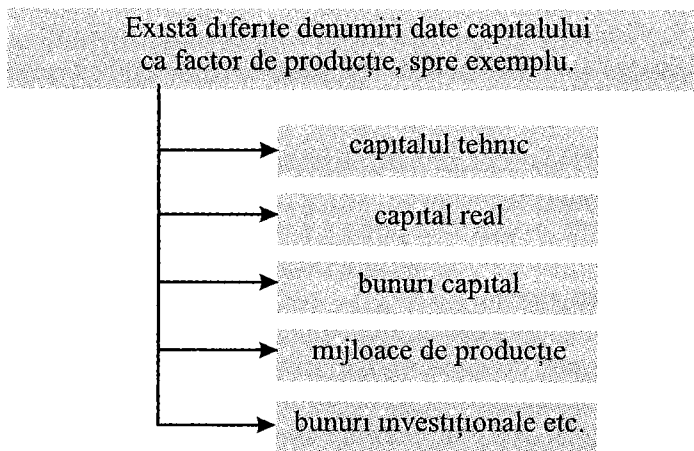 Există diferite denumiri date capitalului
ca factor de producție, spre exemplu.
capitalul tehnic
capital real
bunuri capital
mijloace de producție
bunuri investiționale etc.